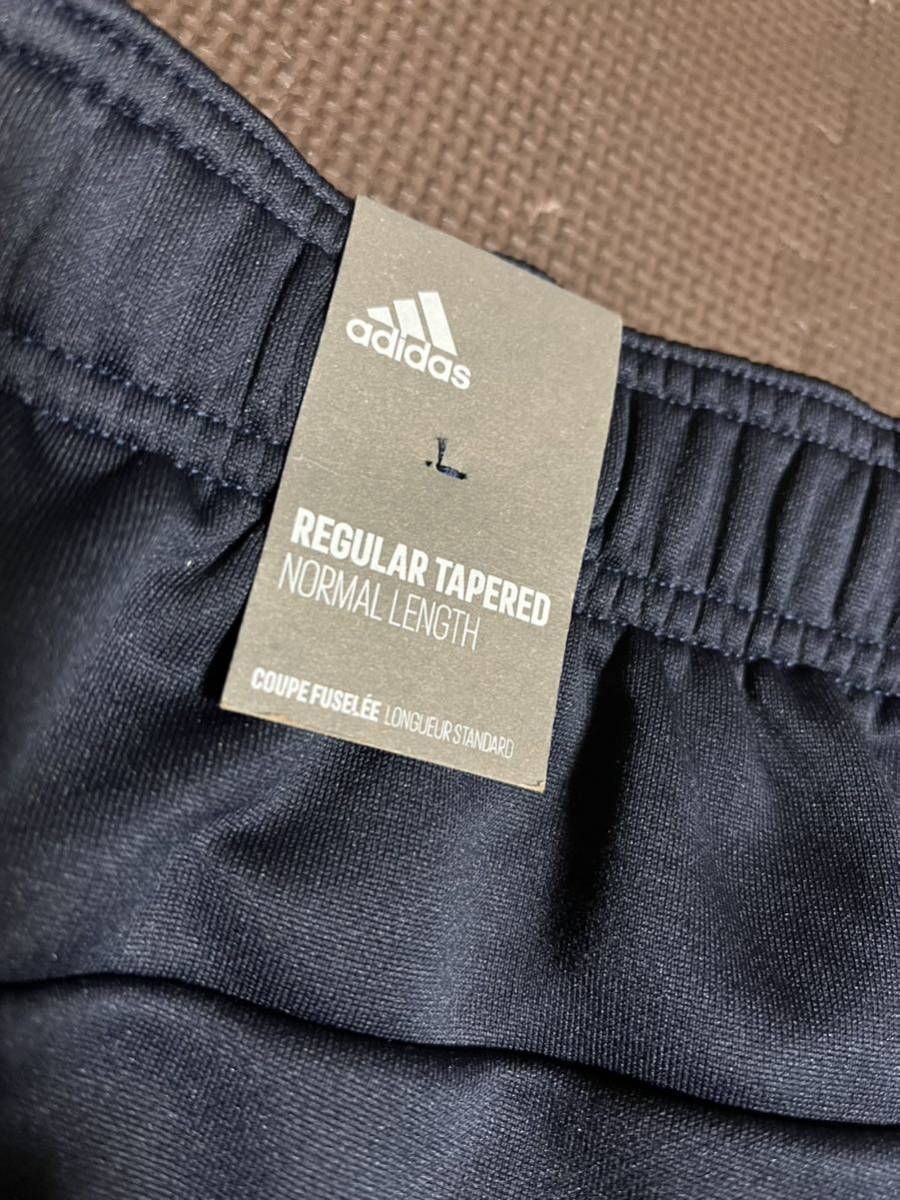 adidas
REGULAR TAPERED
NORMAL LENGTH
COUPE FUSELÉE LONGUEUR STANDARD